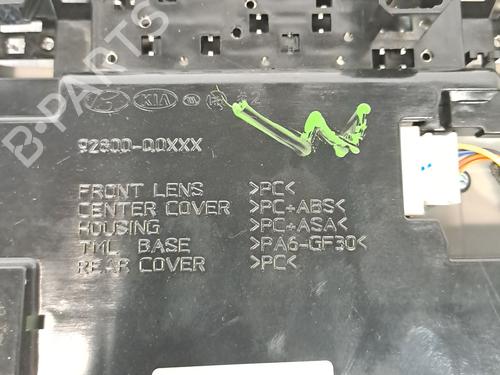 KIA
92800-Q0XXX
FRONT LENS >PC<
CENTER COVER >PC+ABS<
HOUSING >PC+ASA<
TML BASE >PA6-GF30<
REAR COVER >PC<
B-PARTS